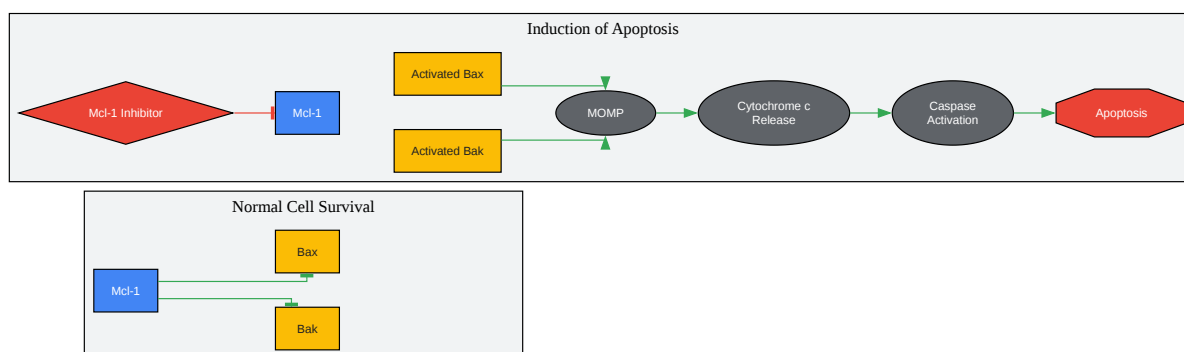 Induction of Apoptosis
Activated Bax
Mcl-1 Inhibitor
Mcl-1
MOMP
Cytochrome c
Release
Caspase
Activation
Apoptosis
Activated Bak
Normal Cell Survival
Bax
Mcl-1
Bak